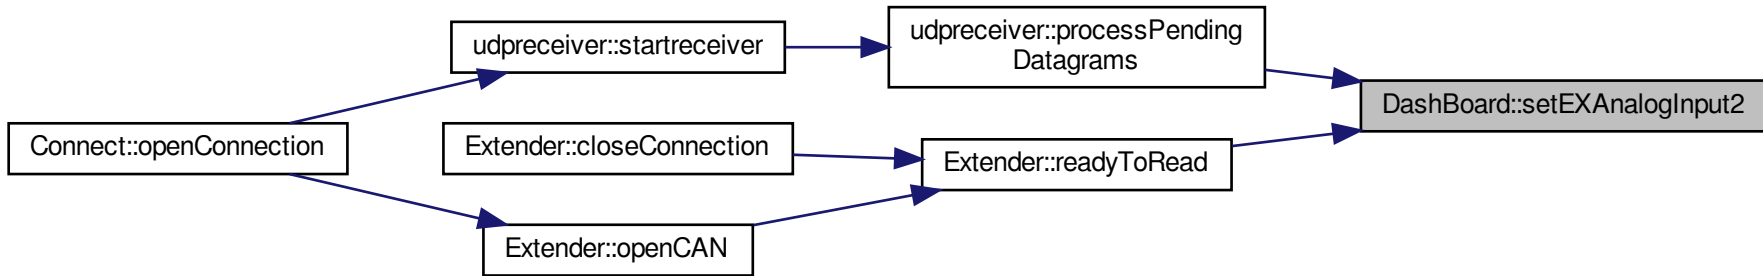 udpreceiver::startreceiver
udpreceiver::processPending
Datagrams
DashBoard::setEXAnalogInput2
Connect::openConnection
Extender::closeConnection
Extender::readyToRead
Extender::openCAN